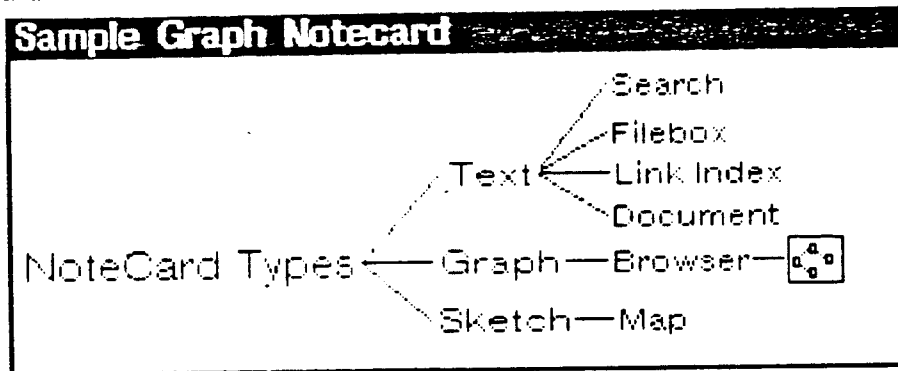 Sample Graph Notecard
Search
Filebox
Text Link Index
Document
NoteCard Types Graph Browser
Sketch Map